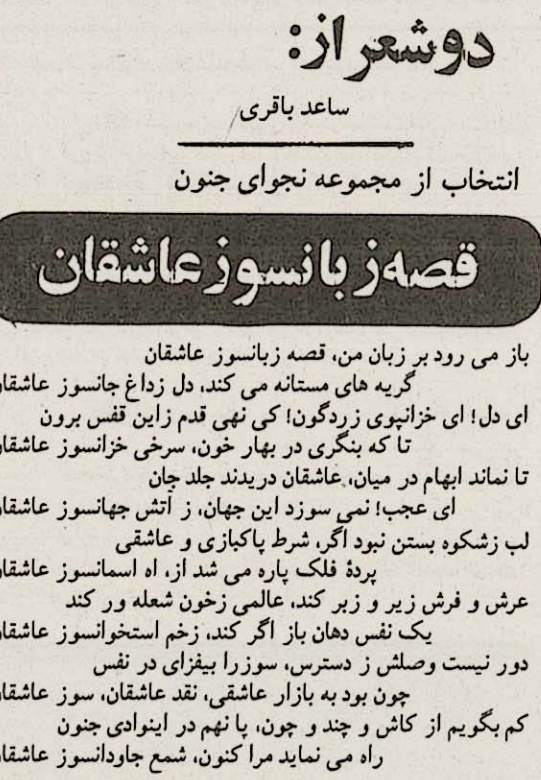 دو شعر از:
ساعد باقری
انتخاب از مجموعه نجوای جنون
قصه زبانسوز عاشقان
باز می رود بر زبان من، قصه زبانسوز عاشقان
گریه های مستانه می کند، دل زداغ جانسوز عاشقان
ای دل! ای خزانپوی زردگون! کی نهی قدم زاین قفس برون
تا که بنگری در بهار خون، سرخی خزانسوز عاشقان
تا نماند ابهام در میان، عاشقان دریدند جلد جان
ای عجب! نمی سوزد این جهان، ز آتش جهانسوز عاشقان
لب زشکوه بستن نبود اگر، شرط پاکبازی و عاشقی
پردهٔ فلک پاره می شد از، اه اسمانسوز عاشقان
عرش و فرش زیر و زبر کند، عالمی زخون شعله ور کند
یک نفس دهان باز اگر کند، زخم استخوانسوز عاشقان
دور نیست وصلش ز دسترس، سوزرا بیفزای در نفس
چون بود به بازار عاشقی، نقد عاشقان، سوز عاشقان
کم بگویم از کاش و چند و چون، پا نهم در اینوادی جنون
راه می نماید مرا کنون، شمع جاودانسوز عاشقان